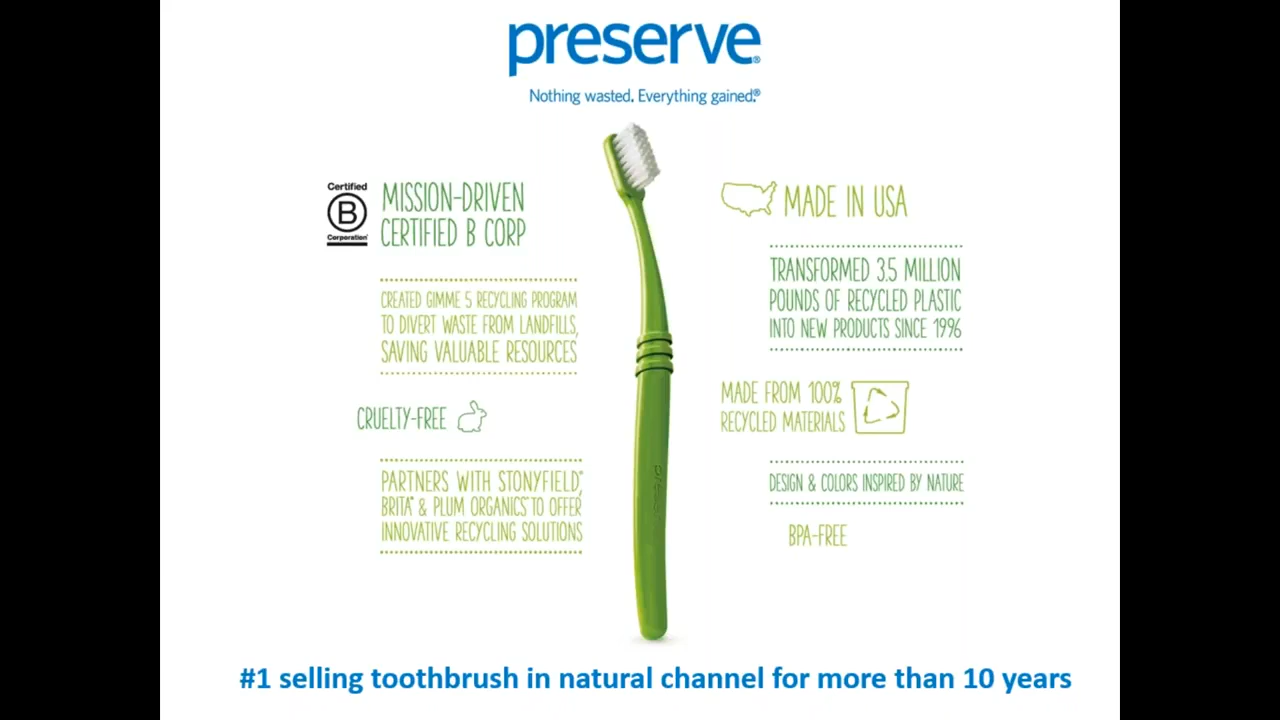 preserve®
Nothing wasted. Everything gained.®
Certified
B
Corporation
MISSION-DRIVEN
CERTIFIED B CORP
CREATED GIMME 5 RECYCLING PROGRAM
TO DIVERT WASTE FROM LANDFILLS,
SAVING VALUABLE RESOURCES
CRUELTY-FREE
PARTNERS WITH STONYFIELD,®
BRITA® & PLUM ORGANICS™ TO OFFER
INNOVATIVE RECYCLING SOLUTIONS
preserve
MADE IN USA
TRANSFORMED 3.5 MILLION
POUNDS OF RECYCLED PLASTIC
INTO NEW PRODUCTS SINCE 1996
MADE FROM 100%
RECYCLED MATERIALS
DESIGN & COLORS INSPIRED BY NATURE
BPA-FREE
#1 selling toothbrush in natural channel for more than 10 years